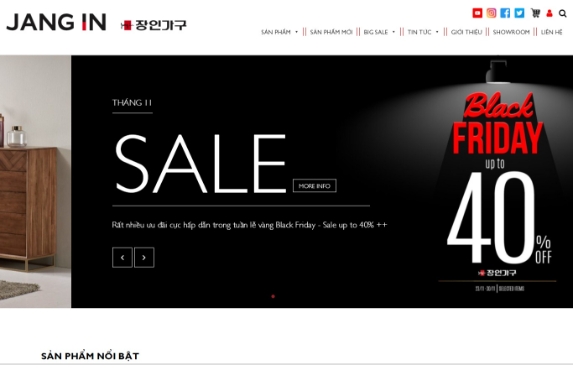 JANG IN 장인가구
SẢN PHẨM SẢN PHẨM MỚI BIG SALE TIN TỨC GIỚI THIỆU SHOWROOM LIÊN HỆ
THÁNG 11
SALE
MORE INFO
Rất nhiều ưu đãi cực hấp dẫn trong tuần lễ vàng Black Friday - Sale up to 40% ++
Black
FRIDAY
up to
40%
OFF
장인가구
SẢN PHẨM NỔI BẬT